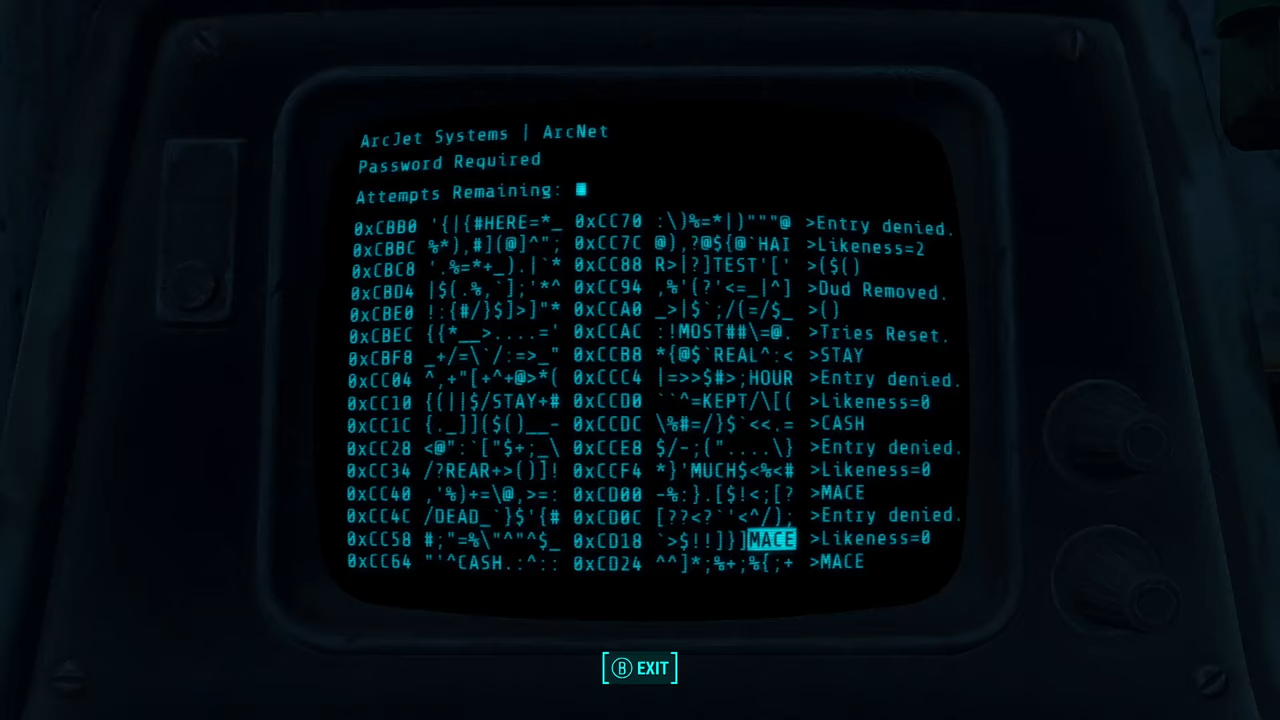 ArcJet Systems | ArcNet
Password Required
Attempts Remaining: ■
0xCBB0 '{|{#HERE=*_ 0xCC70 :\)%=*|)"""@ >Entry denied.
0xCBBC %*),#](@]^"; 0xCC7C @),?@${@`HAI >Likeness=2
0xCBC8 '.%=*+_).|`* 0xCC88 R>|?]TEST'[' >($()
0xCBD4 |$(.%,`];'*^ 0xCC94 ,%'(?'<=_|^] >Dud Removed.
0xCBE0 !:{#/}$]>]"* 0xCCA0 _>|$`;/(=/$_ >()
0xCBEC {{*__>....=' 0xCCAC :!MOST##\=@. >Tries Reset.
0xCBF8 _+/=\`/:=>_" 0xCCB8 *{@$`REAL^:< >STAY
0xCC04 ^,+"[+^+@>*( 0xCCC4 |=>>$#>;HOUR >Entry denied.
0xCC10 {(||$/STAY+# 0xCCD0 ``^=KEPT/\[( >Likeness=0
0xCC1C {._]]($()__- 0xCCDC \%#=/}$`<<.= >CASH
0xCC28 <@":`["$+;_\ 0xCCE8 $/-;("....\} >Entry denied.
0xCC34 /?REAR+>()]! 0xCCF4 *}'MUCH$<%<# >Likeness=0
0xCC40 ,'%)+=\@,>=: 0xCD00 -%:}.[$!<;[? >MACE
0xCC4C /DEAD_`}$'{# 0xCD0C [??<?`'<^/); >Entry denied.
0xCC58 #;"=%\"^"^$_ 0xCD18 `>$!!]}]MACE >Likeness=0
0xCC64 "'^CASH.:^:: 0xCD24 ^^]*;%+;%{;+ >MACE
Ⓑ EXIT